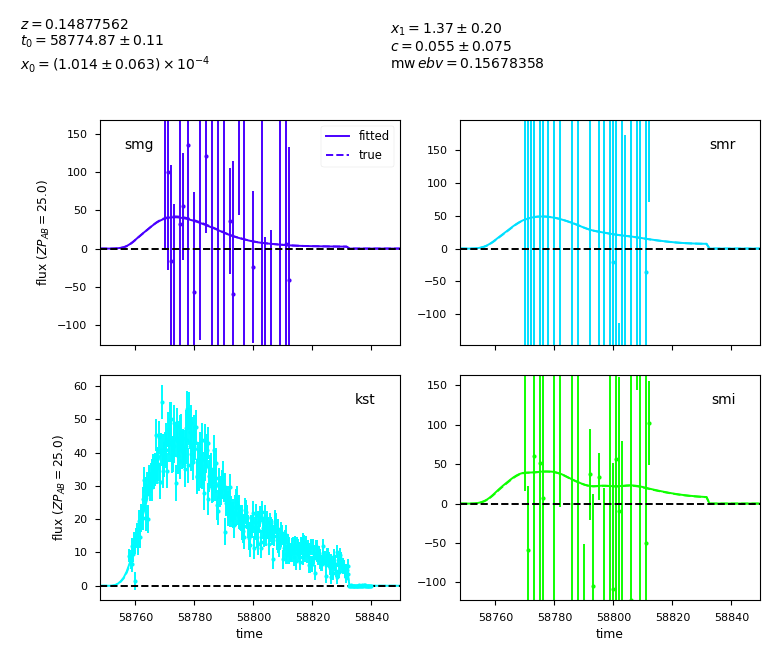 z = 0.14877562
t₀ = 58774.87 ± 0.11
x₀ = (1.014 ± 0.063) × 10⁻⁴
x₁ = 1.37 ± 0.20
c = 0.055 ± 0.075
mw ebv = 0.15678358
smg
fitted
true
150
100
50
0
−50
−100
flux (ZP_AB = 25.0)
smr
150
100
50
0
−50
−100
kst
60
50
40
30
20
10
0
flux (ZP_AB = 25.0)
58760 58780 58800 58820 58840
time
smi
150
100
50
0
−50
−100
58760 58780 58800 58820 58840
time